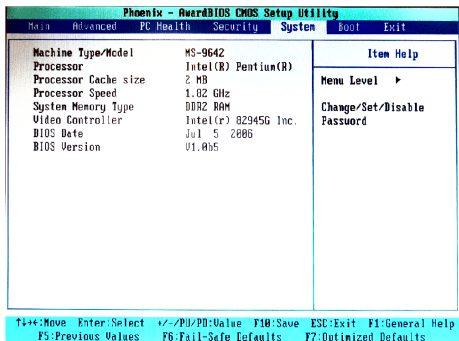 Phoenix - AwardBIOS CMOS Setup Utility
Main Advanced PC Health Security System Boot Exit
Machine Type/Model MS-9642
Processor Intel(R) Pentium(R)
Processor Cache size 2 MB
Processor Speed 1.82 GHz
System Memory Type DDR2 RAM
Video Controller Intel(r) 82945G Inc.
BIOS Date Jul 5 2006
BIOS Version V1.0b5
Item Help
Menu Level ▶
Change/Set/Disable
Password
↑↓→←:Move Enter:Select +/-/PU/PD:Value F10:Save ESC:Exit F1:General Help
F5:Previous Values F6:Fail-Safe Defaults F7:Optimized Defaults